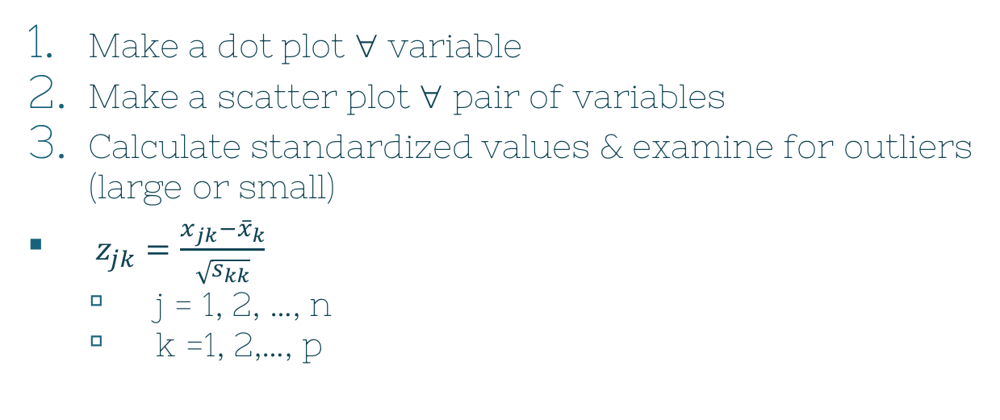 1. Make a dot plot ∀ variable
2. Make a scatter plot ∀ pair of variables
3. Calculate standardized values & examine for outliers
(large or small)
▪ $z_{jk} = \frac{x_{jk} - \bar{x}_k}{\sqrt{s_{kk}}}$
▫ j = 1, 2, ..., n
▫ k =1, 2,..., p